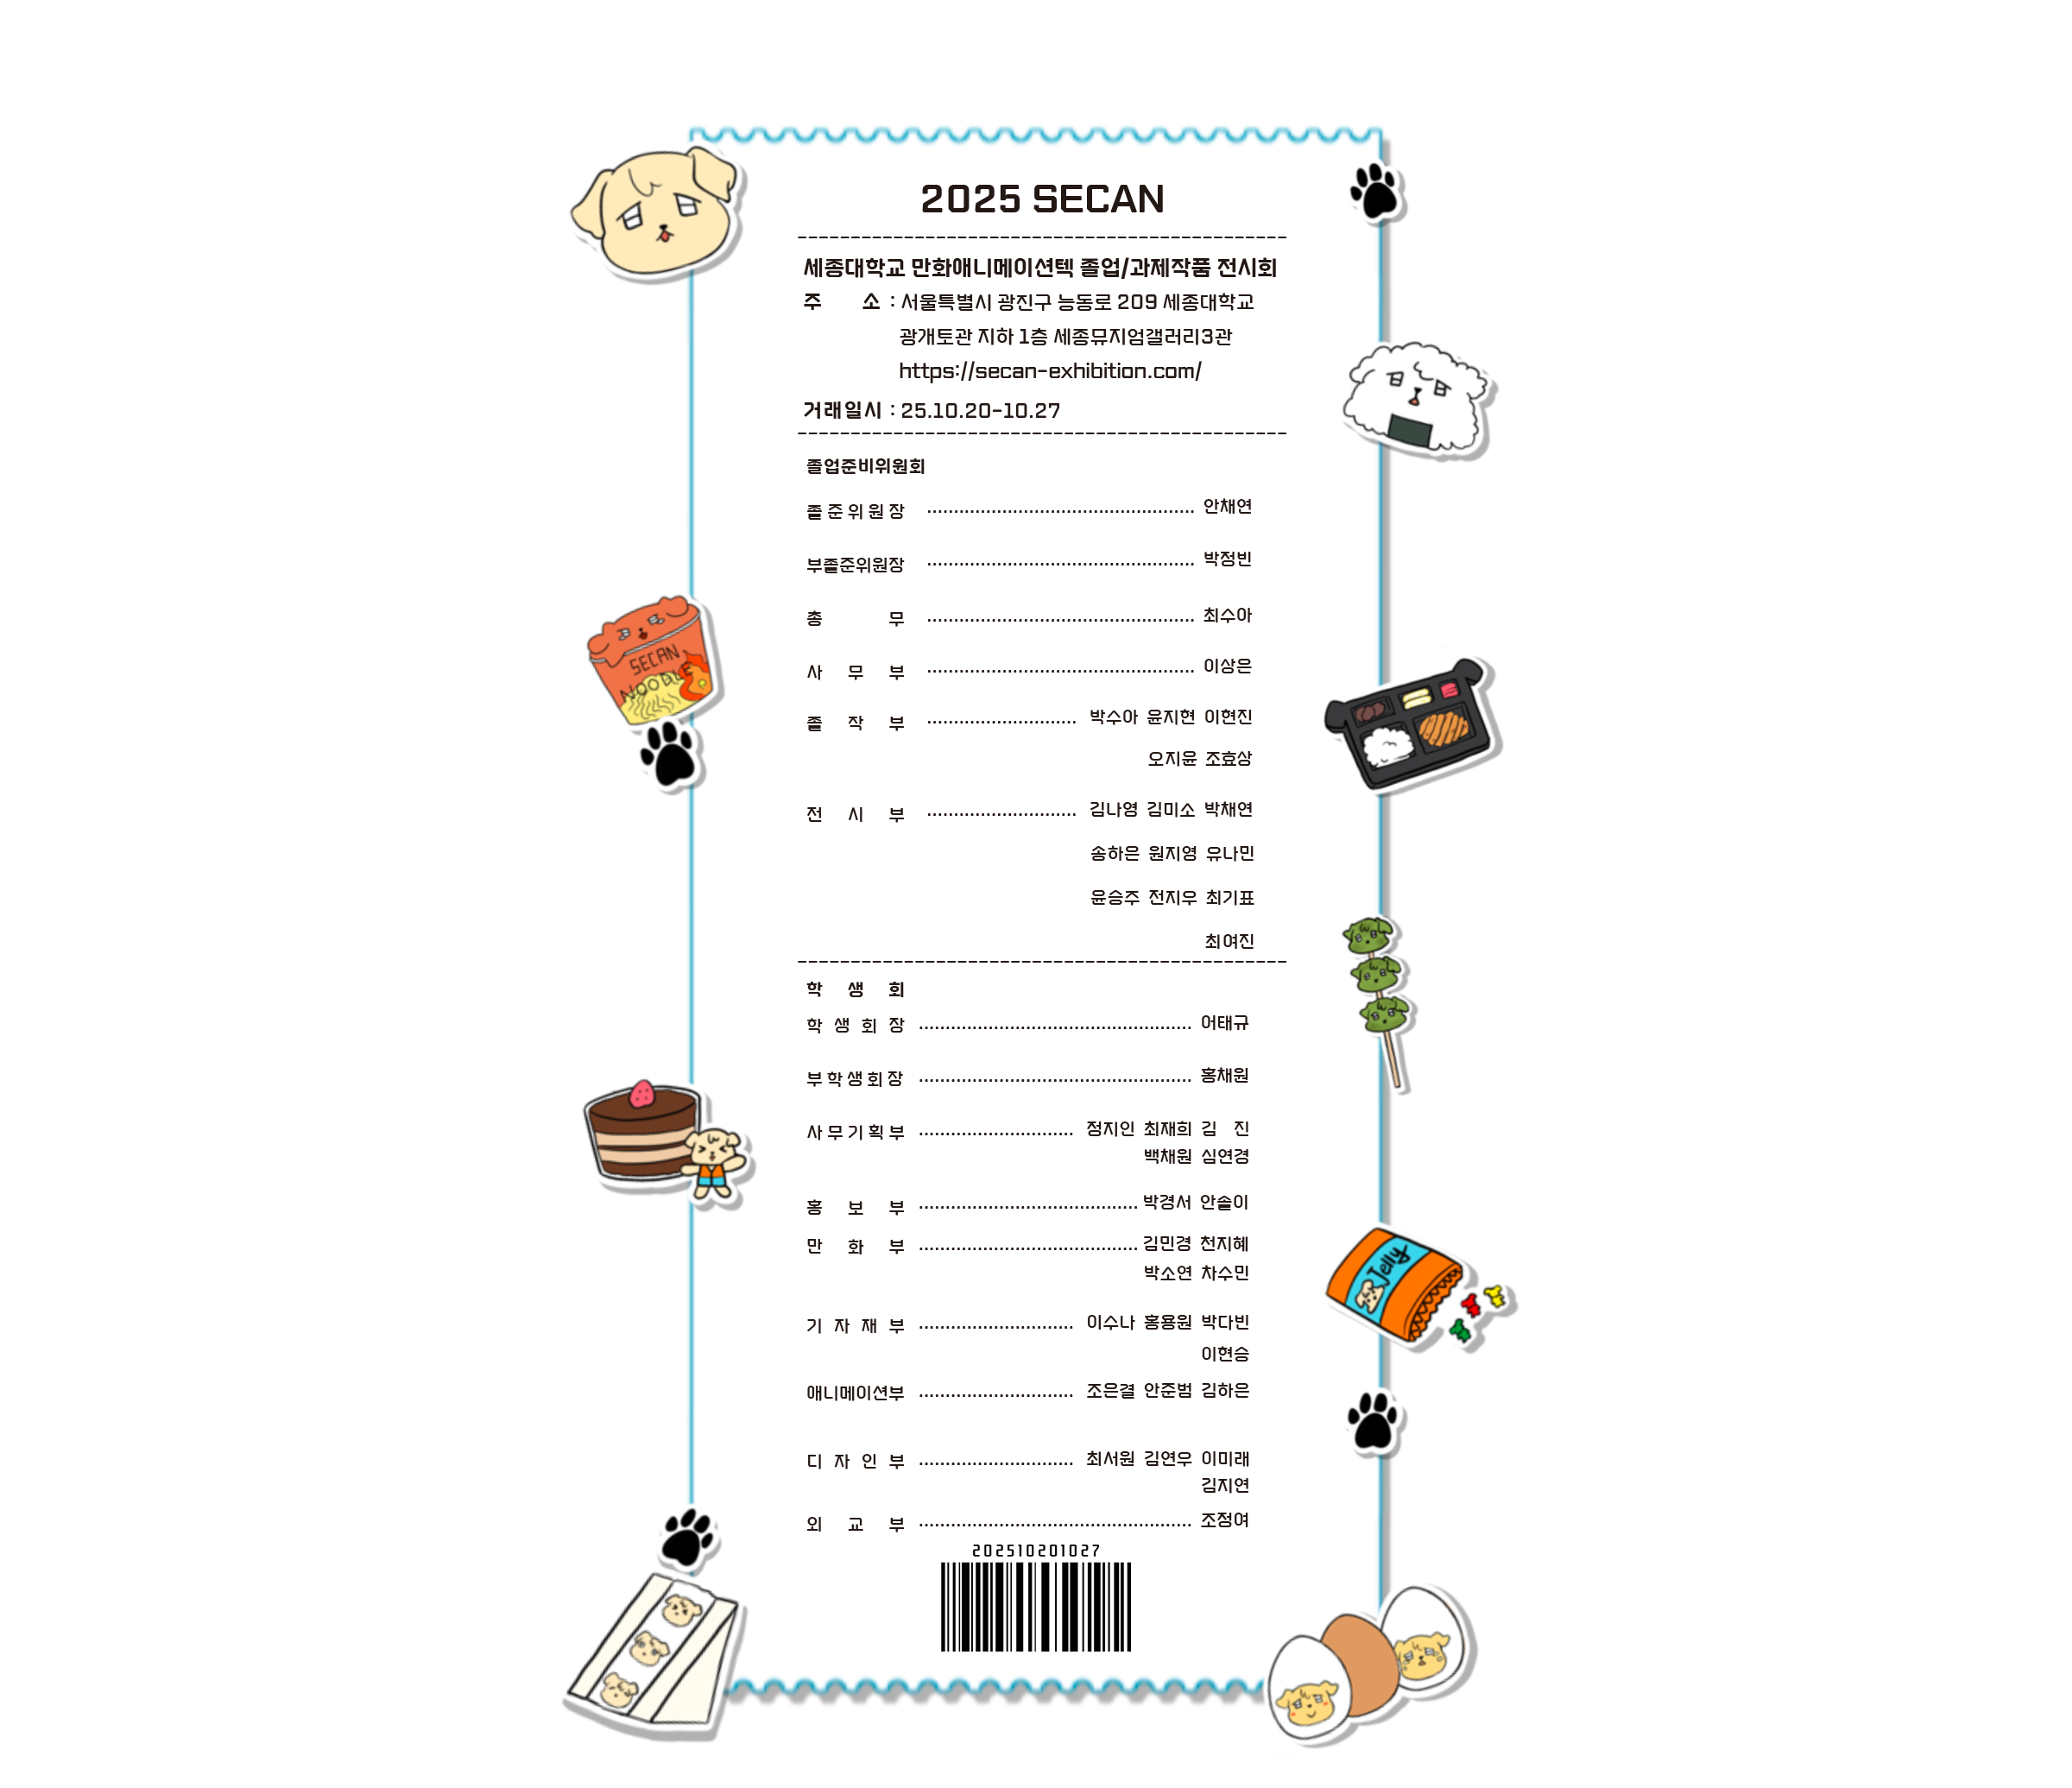 2025 SECAN
세종대학교 만화애니메이션텍 졸업/과제작품 전시회
주 소 : 서울특별시 광진구 능동로 209 세종대학교
광개토관 지하 1층 세종뮤지엄갤러리3관
https://secan-exhibition.com/
거래일시 : 25.10.20-10.27
졸업준비위원회
졸준위원장 안채연
부졸준위원장 박정빈
총 무 최수아
사 무 부 이상은
졸 작 부 박수아 윤지현 이현진
오지윤 조효상
전 시 부 김나영 김미소 박채연
송하은 원지영 유나민
윤승주 전지우 최기표
최여진
학 생 회
학 생 회 장 어태규
부학생회장 홍채원
사무기획부 정지인 최재희 김 진
백채원 심연경
홍 보 부 박경서 안솔이
만 화 부 김민경 천지혜
박소연 차수민
기 자 재 부 이수나 홍용원 박다빈
이현승
애니메이션부 조은결 안준범 김하은
디 자 인 부 최서원 김연우 이미래
김지연
외 교 부 조정여
202510201027
SECAN
NOODLE
Jelly